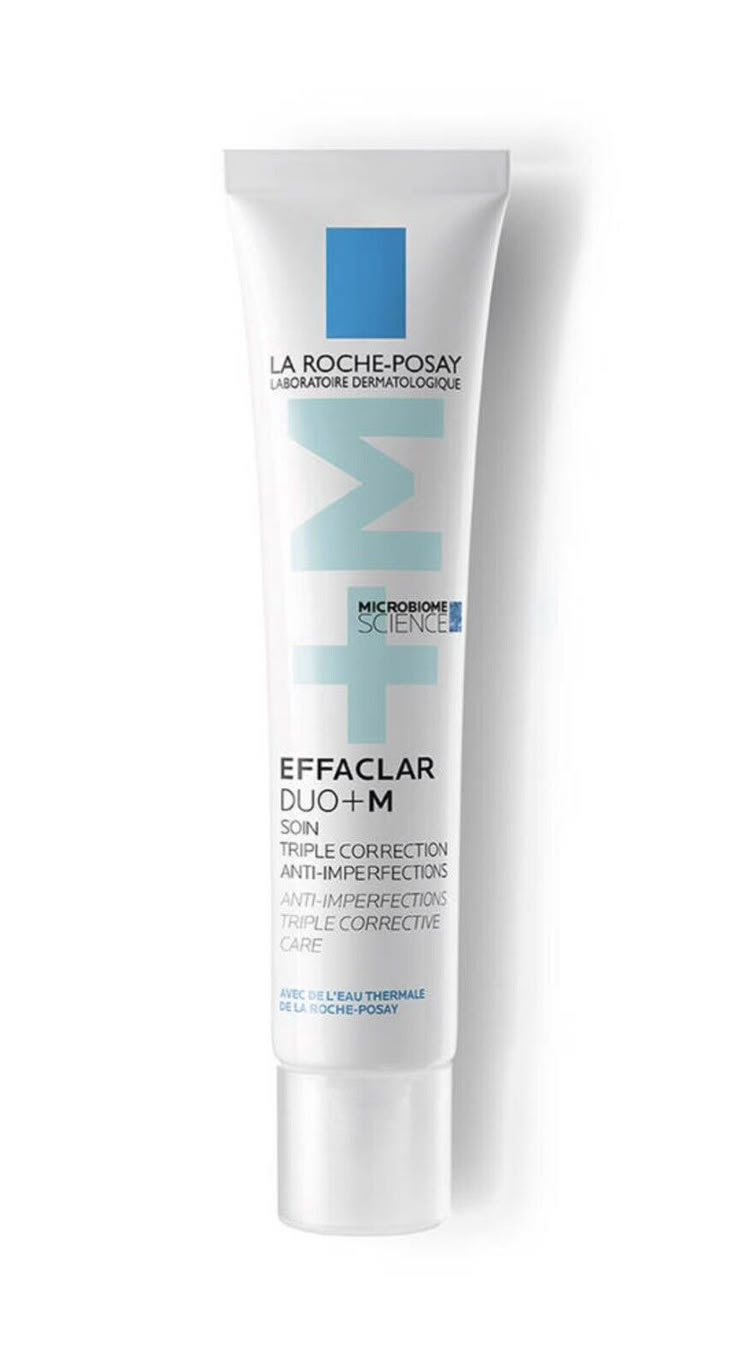 LA ROCHE-POSAY
LABORATOIRE DERMATOLOGIQUE
+M
MICROBIOME
SCIENCE
EFFACLAR
DUO+M
SOIN
TRIPLE CORRECTION
ANTI-IMPERFECTIONS
ANTI-IMPERFECTIONS
TRIPLE CORRECTIVE
CARE
AVEC DE L'EAU THERMALE
DE LA ROCHE-POSAY